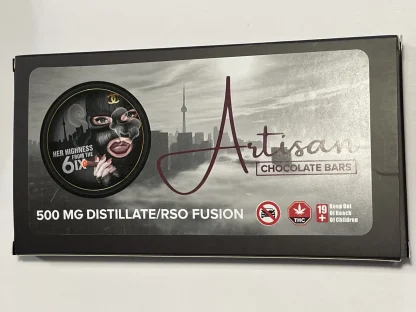 HER HIGHNESS
FROM THE
6IX
Artisan
CHOCOLATE BARS
500 MG DISTILLATE/RSO FUSION
THC
19+
Keep Out
Of Reach
Of Children